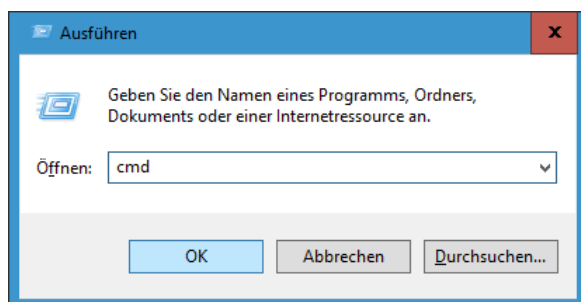 Ausführen
x
Geben Sie den Namen eines Programms, Ordners,
Dokuments oder einer Internetressource an.
Öffnen: cmd
OK Abbrechen Durchsuchen...